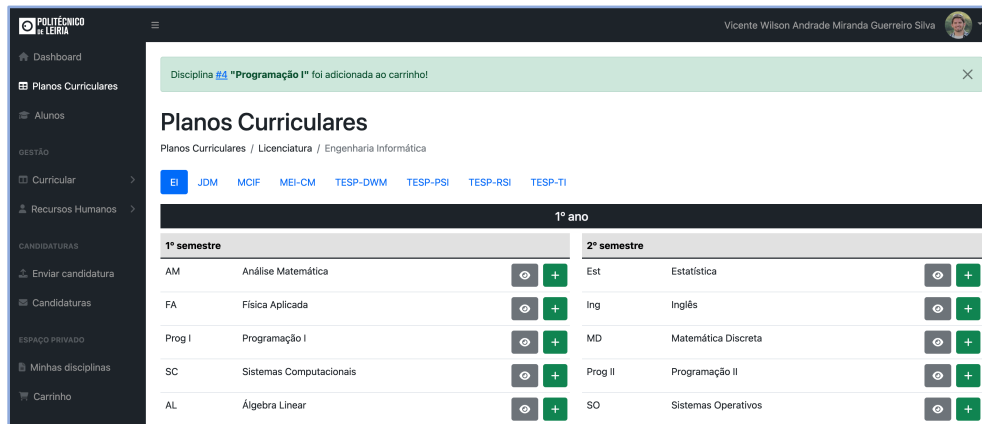 POLITÉCNICO
DE LEIRIA
Vicente Wilson Andrade Miranda Guerreiro Silva
Dashboard
Planos Curriculares
Alunos
GESTÃO
Curricular
Recursos Humanos
CANDIDATURAS
Enviar candidatura
Candidaturas
ESPAÇO PRIVADO
Minhas disciplinas
Carrinho
Disciplina #4 "Programação I" foi adicionada ao carrinho!
Planos Curriculares
Planos Curriculares / Licenciatura / Engenharia Informática
EI JDM MCIF MEI-CM TESP-DWM TESP-PSI TESP-RSI TESP-TI
1º ano
1º semestre
AM Análise Matemática
FA Física Aplicada
Prog I Programação I
SC Sistemas Computacionais
AL Álgebra Linear
2º semestre
Est Estatística
Ing Inglês
MD Matemática Discreta
Prog II Programação II
SO Sistemas Operativos